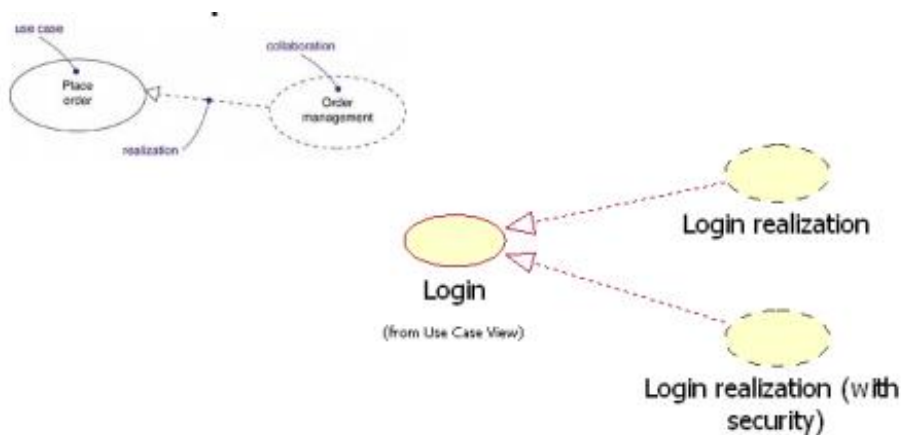 use case
collaboration
Place
order
Order
management
realization
Login realization
Login
(from Use Case View)
Login realization (with
security)